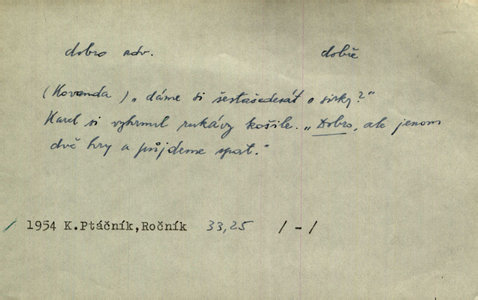 dobro adv. dobře
(Kovanda) „dáme si šestašedesát o sirky?"
Karel si vyhrnul rukávy košile. „Dobro, ale jenom
dvě hry a půjdeme spat."
/ 1954 K.Ptáčník,Ročník 33,25 / - /